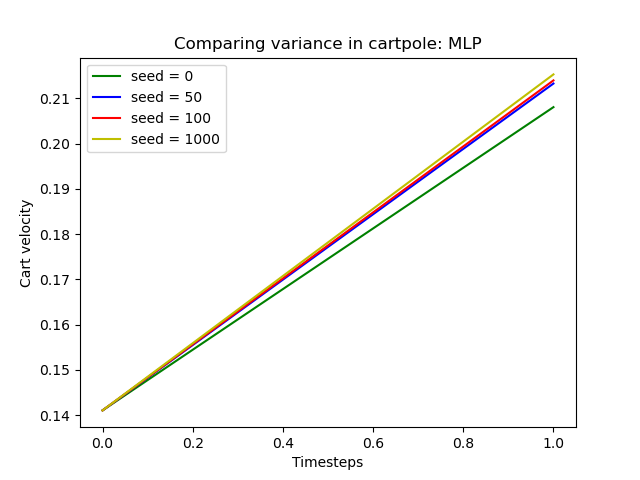 Comparing variance in cartpole: MLP
seed = 0
seed = 50
seed = 100
seed = 1000
0.21
0.20
0.19
0.18
0.17
0.16
0.15
0.14
Cart velocity
0.0 0.2 0.4 0.6 0.8 1.0
Timesteps